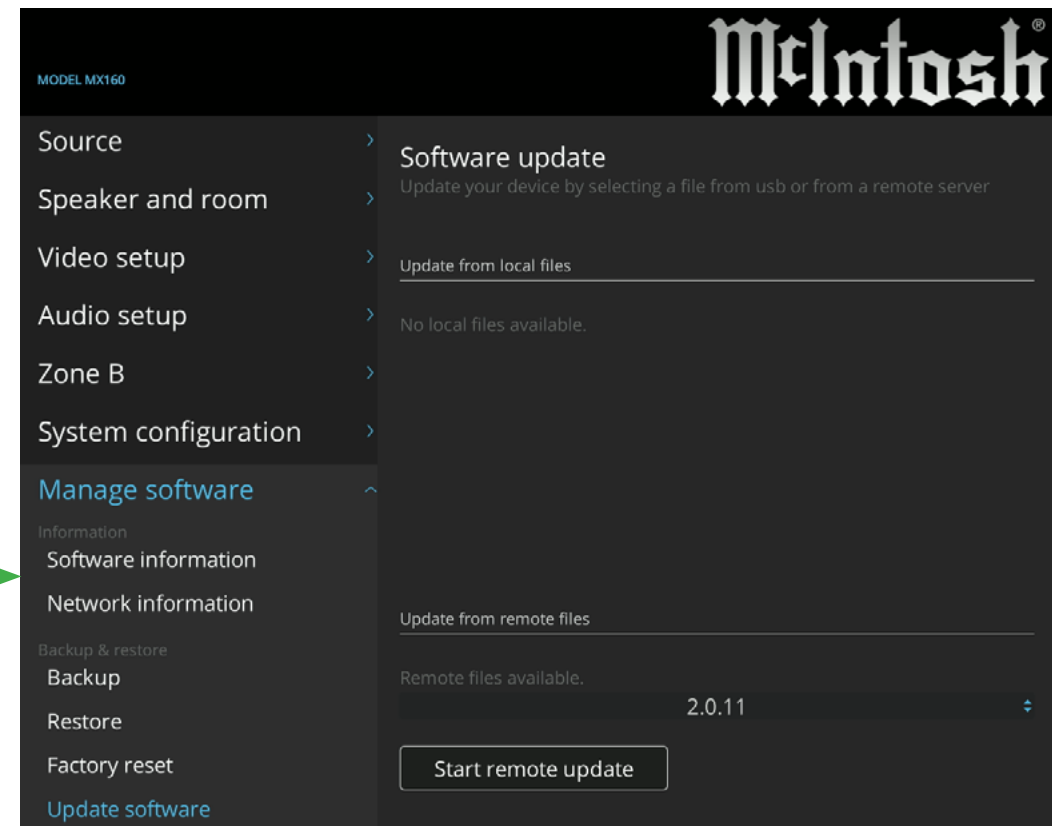 McIntosh®
MODEL MX160
Source
Speaker and room
Video setup
Audio setup
Zone B
System configuration
Manage software
Information
Software information
Network information
Backup & restore
Backup
Restore
Factory reset
Update software
Software update
Update your device by selecting a file from usb or from a remote server
Update from local files
No local files available.
Update from remote files
Remote files available.
2.0.11
Start remote update